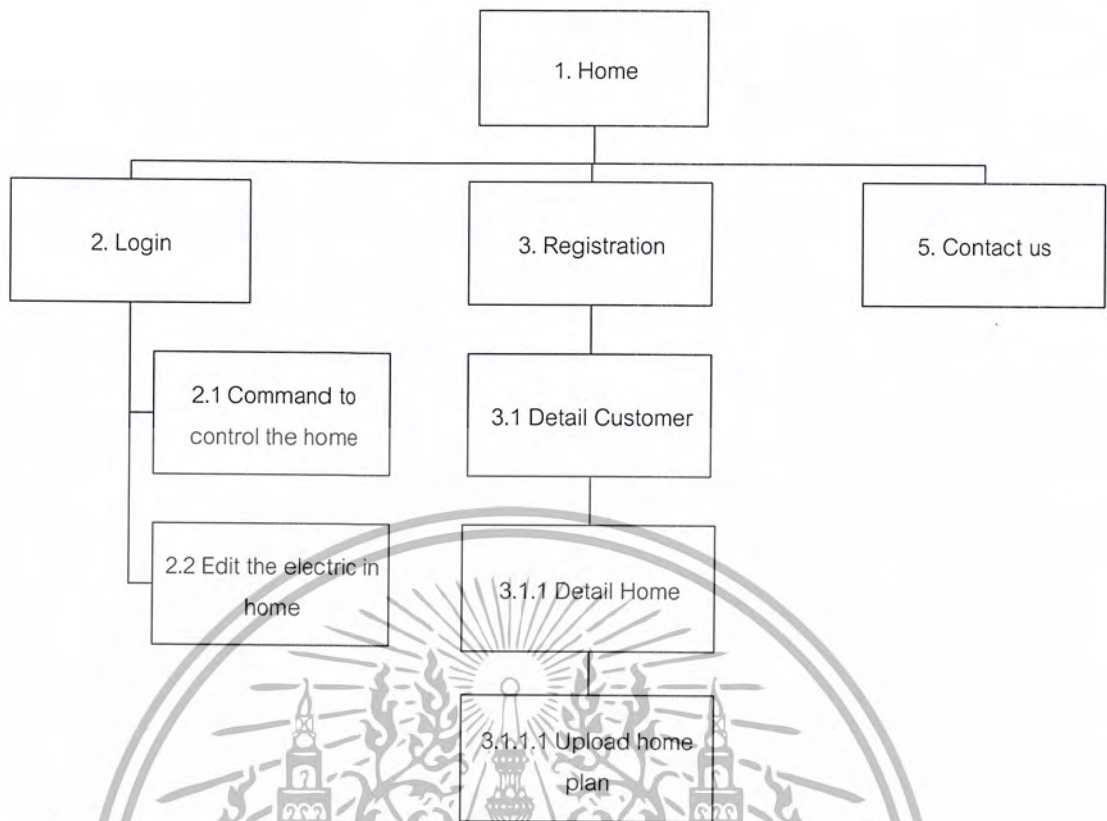 1. Home
2. Login
3. Registration
5. Contact us
2.1 Command to
control the home
3.1 Detail Customer
2.2 Edit the electric in
home
3.1.1 Detail Home
3.1.1.1 Upload home
plan